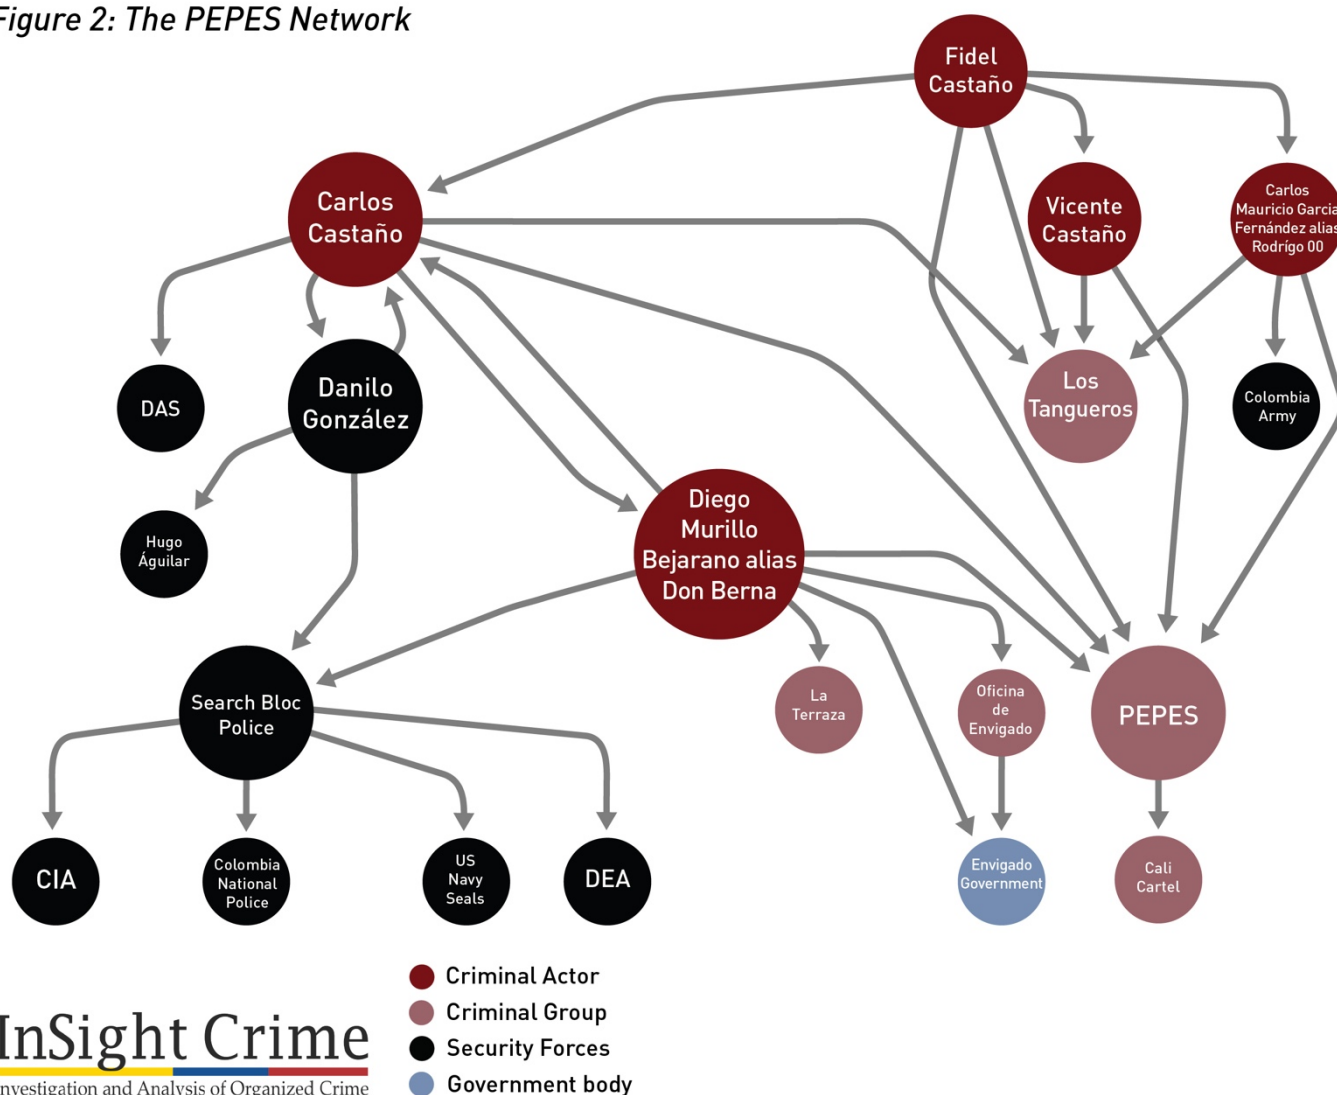 Figure 2: The PEPES Network
Fidel
Castaño
Carlos
Castaño
Vicente
Castaño
Carlos
Mauricio Garcia
Fernández alias
Rodrígo 00
DAS
Danilo
González
Los
Tangueros
Colombia
Army
Hugo
Águilar
Diego
Murillo
Bejarano alias
Don Berna
Search Bloc
Police
La
Terraza
Oficina
de
Envigado
PEPES
CIA
Colombia
National
Police
US
Navy
Seals
DEA
Envigado
Government
Cali
Cartel
Criminal Actor
Criminal Group
Security Forces
Government body
InSight Crime
Investigation and Analysis of Organized Crime